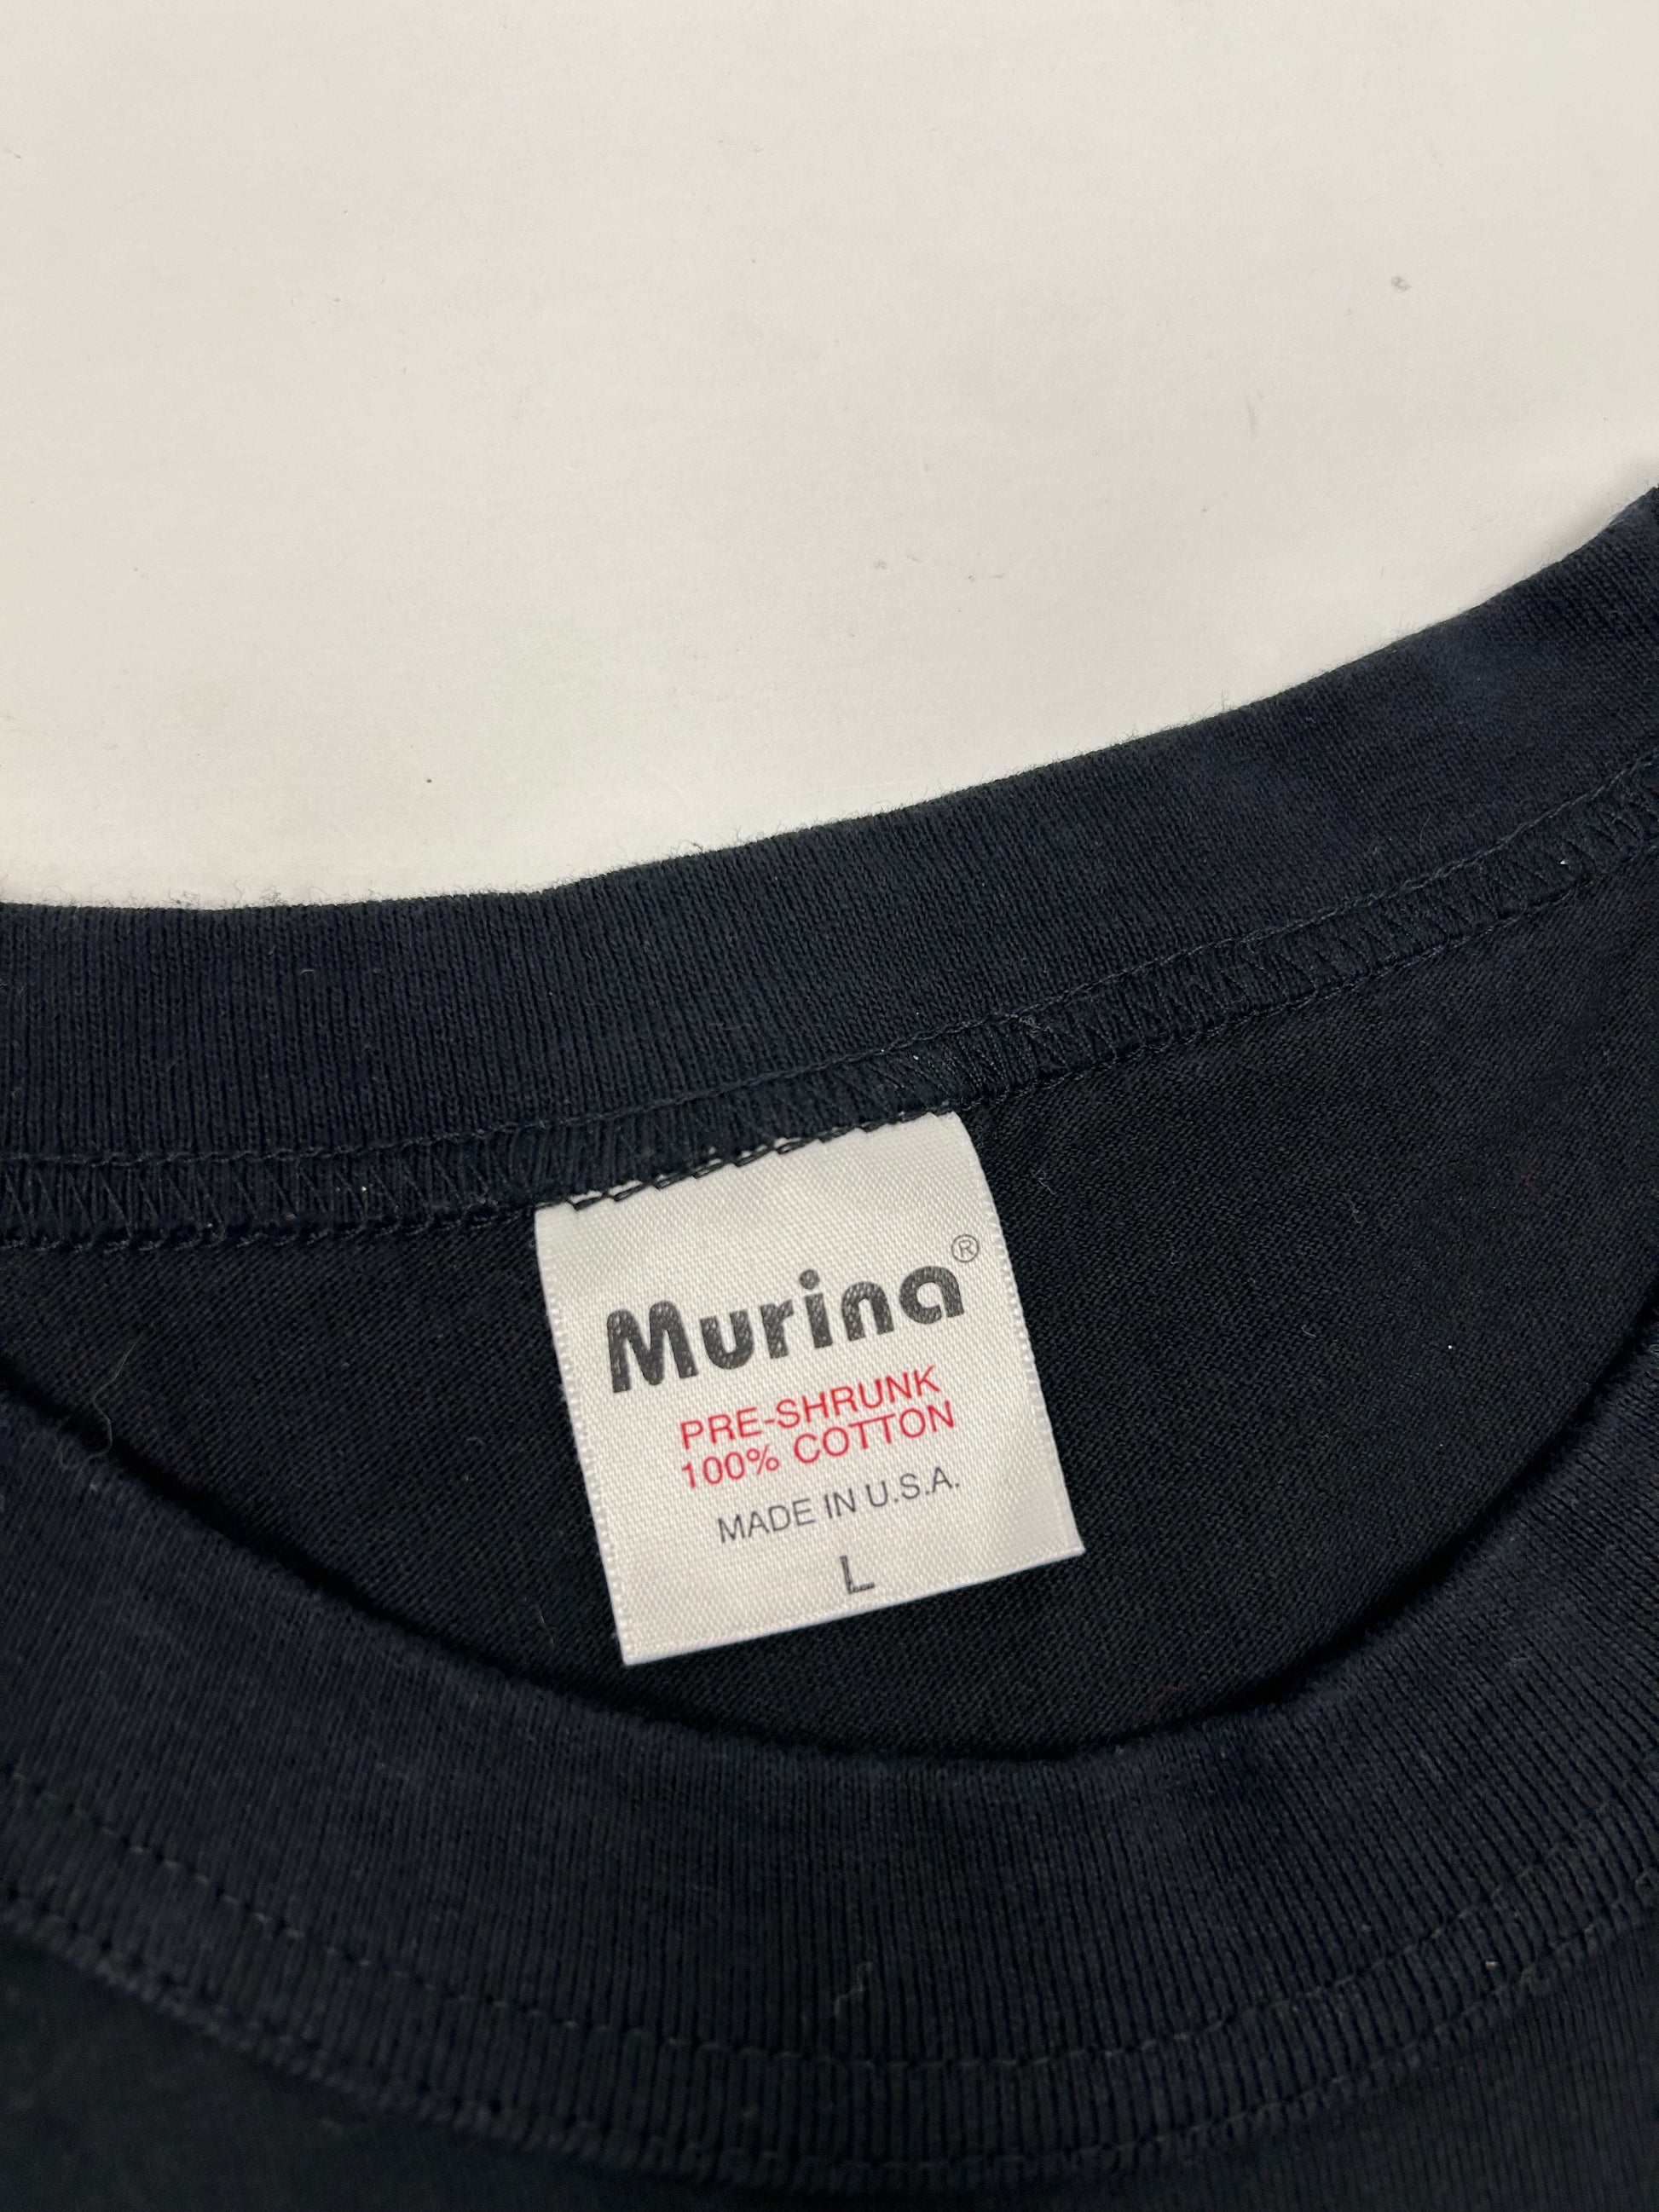 Murina®
PRE-SHRUNK
100% COTTON
MADE IN U.S.A.
L